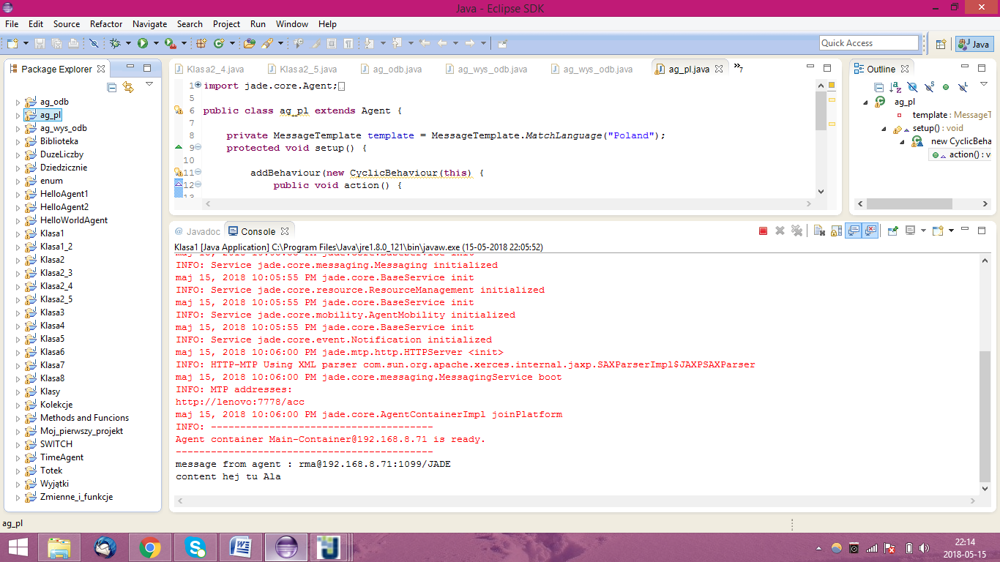 Java - Eclipse SDK
File Edit Source Refactor Navigate Search Project Run Window Help
Quick Access
Java
Package Explorer
ag_odb
ag_pl
ag_wys_odb
Biblioteka
DuzeLiczby
Dziedzicznie
enum
HelloAgent1
HelloAgent2
HelloWorldAgent
Klasa1
Klasa1_2
Klasa2
Klasa2_3
Klasa2_4
Klasa2_5
Klasa3
Klasa4
Klasa5
Klasa6
Klasa7
Klasa8
Klasy
Kolekcje
Methods and Funcions
Moj_pierwszy_projekt
SWITCH
TimeAgent
Totek
Wyjątki
Zmienne_i_funkcje
Klasa2_4.java Klasa2_5.java ag_odb.java ag_wys_odb.java ag_wys_odb.java ag_pl.java »7
1 import jade.core.Agent;
5
6 public class ag_pl extends Agent {
7
8 private MessageTemplate template = MessageTemplate.MatchLanguage("Poland");
9 protected void setup() {
10
11 addBehaviour(new CyclicBehaviour(this) {
12 public void action() {
13
Outline
ag_pl
template : MessageT
setup() : void
new CyclicBeha
action() : v
@ Javadoc Console
Klasa1 [Java Application] C:\Program Files\Java\jre1.8.0_121\bin\javaw.exe (15-05-2018 22:05:52)
INFO: Service jade.core.messaging.Messaging initialized
maj 15, 2018 10:05:55 PM jade.core.BaseService init
INFO: Service jade.core.resource.ResourceManagement initialized
maj 15, 2018 10:05:55 PM jade.core.BaseService init
INFO: Service jade.core.mobility.AgentMobility initialized
maj 15, 2018 10:05:55 PM jade.core.BaseService init
INFO: Service jade.core.event.Notification initialized
maj 15, 2018 10:06:00 PM jade.mtp.http.HTTPServer <init>
INFO: HTTP-MTP Using XML parser com.sun.org.apache.xerces.internal.jaxp.SAXParserImpl$JAXPSAXParser
maj 15, 2018 10:06:00 PM jade.core.messaging.MessagingService boot
INFO: MTP addresses:
http://lenovo:7778/acc
maj 15, 2018 10:06:00 PM jade.core.AgentContainerImpl joinPlatform
INFO: --------------------------------------
Agent container Main-Container@192.168.8.71 is ready.
--------------------------------------------
message from agent : rma@192.168.8.71:1099/JADE
content hej tu Ala
ag_pl
22:14
2018-05-15